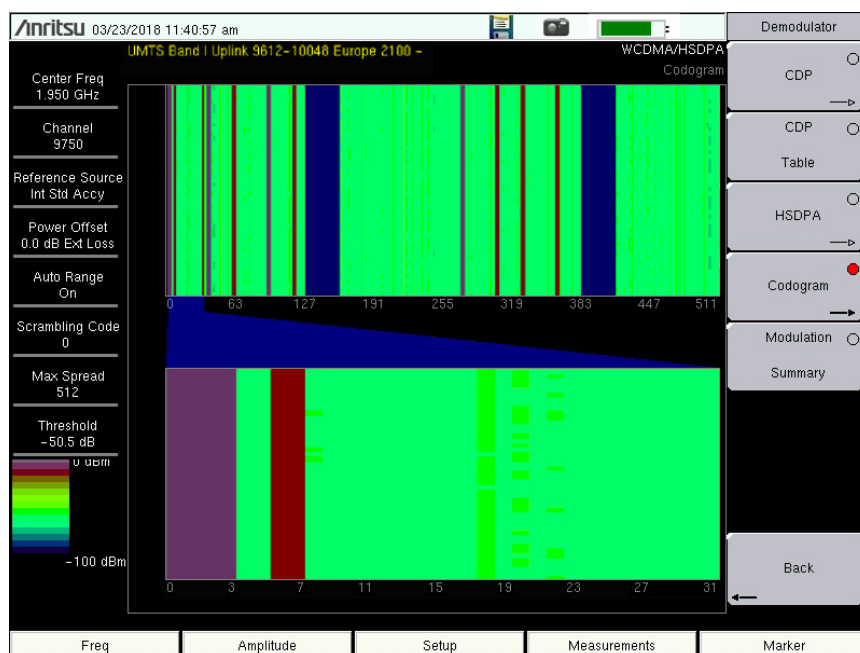 Anritsu 03/23/2018 11:40:57 am
UMTS Band I Uplink 9612-10048 Europe 2100 -
WCDMA/HSDPA
Codogram
Center Freq
1.950 GHz
Channel
9750
Reference Source
Int Std Accy
Power Offset
0.0 dB Ext Loss
Auto Range
On
Scrambling Code
0
Max Spread
512
Threshold
-50.5 dB
0 dBm
-100 dBm
0 63 127 191 255 319 383 447 511
0 3 7 11 15 19 23 27 31
Demodulator
CDP
CDP
Table
HSDPA
Codogram
Modulation
Summary
Back
Freq Amplitude Setup Measurements Marker